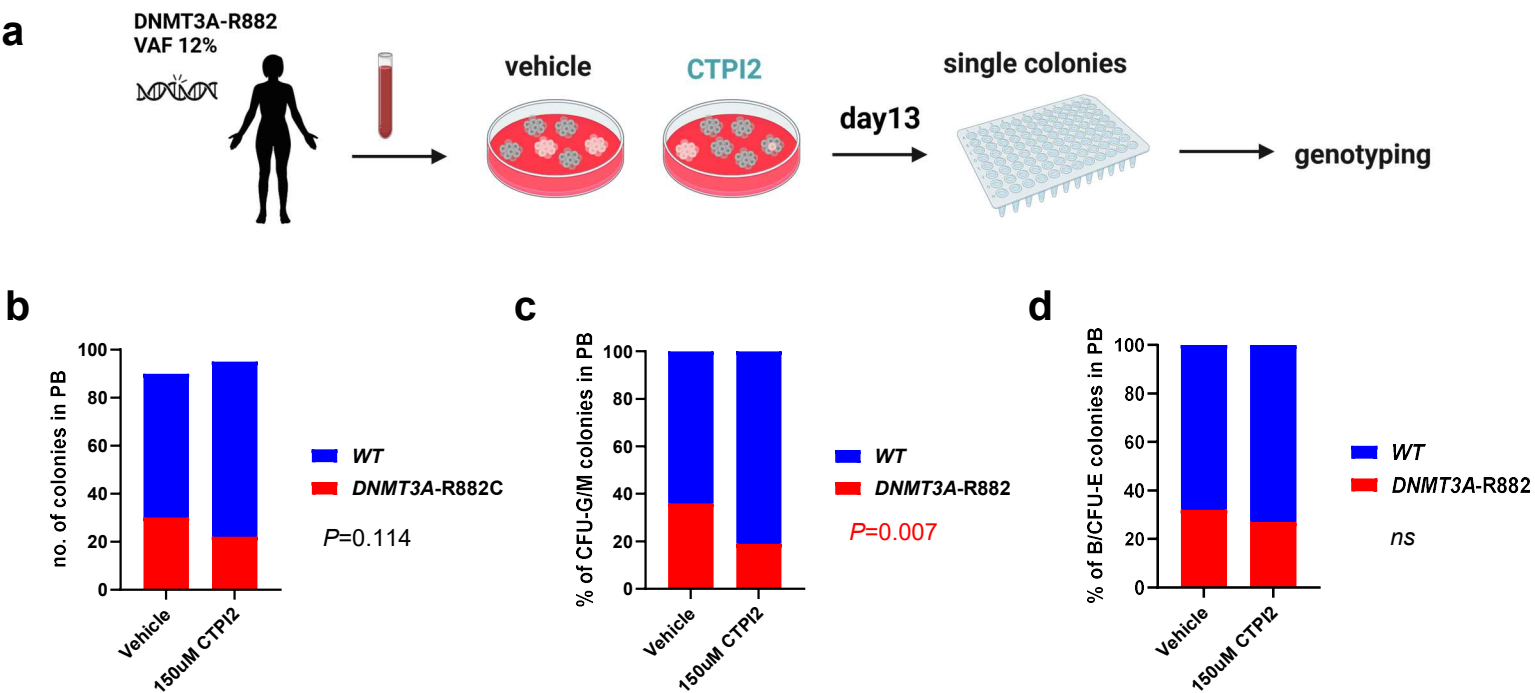 a
DNMT3A-R882
VAF 12%
vehicle
CTPI2
day13
single colonies
genotyping
b
no. of colonies in PB
100
80
60
40
20
0
Vehicle
150uM CTPI2
WT
DNMT3A-R882C
P=0.114
c
% of CFU-G/M colonies in PB
100
80
60
40
20
0
Vehicle
150uM CTPI2
WT
DNMT3A-R882
P=0.007
d
% of B/CFU-E colonies in PB
100
80
60
40
20
0
Vehicle
150uM CTPI2
WT
DNMT3A-R882
ns